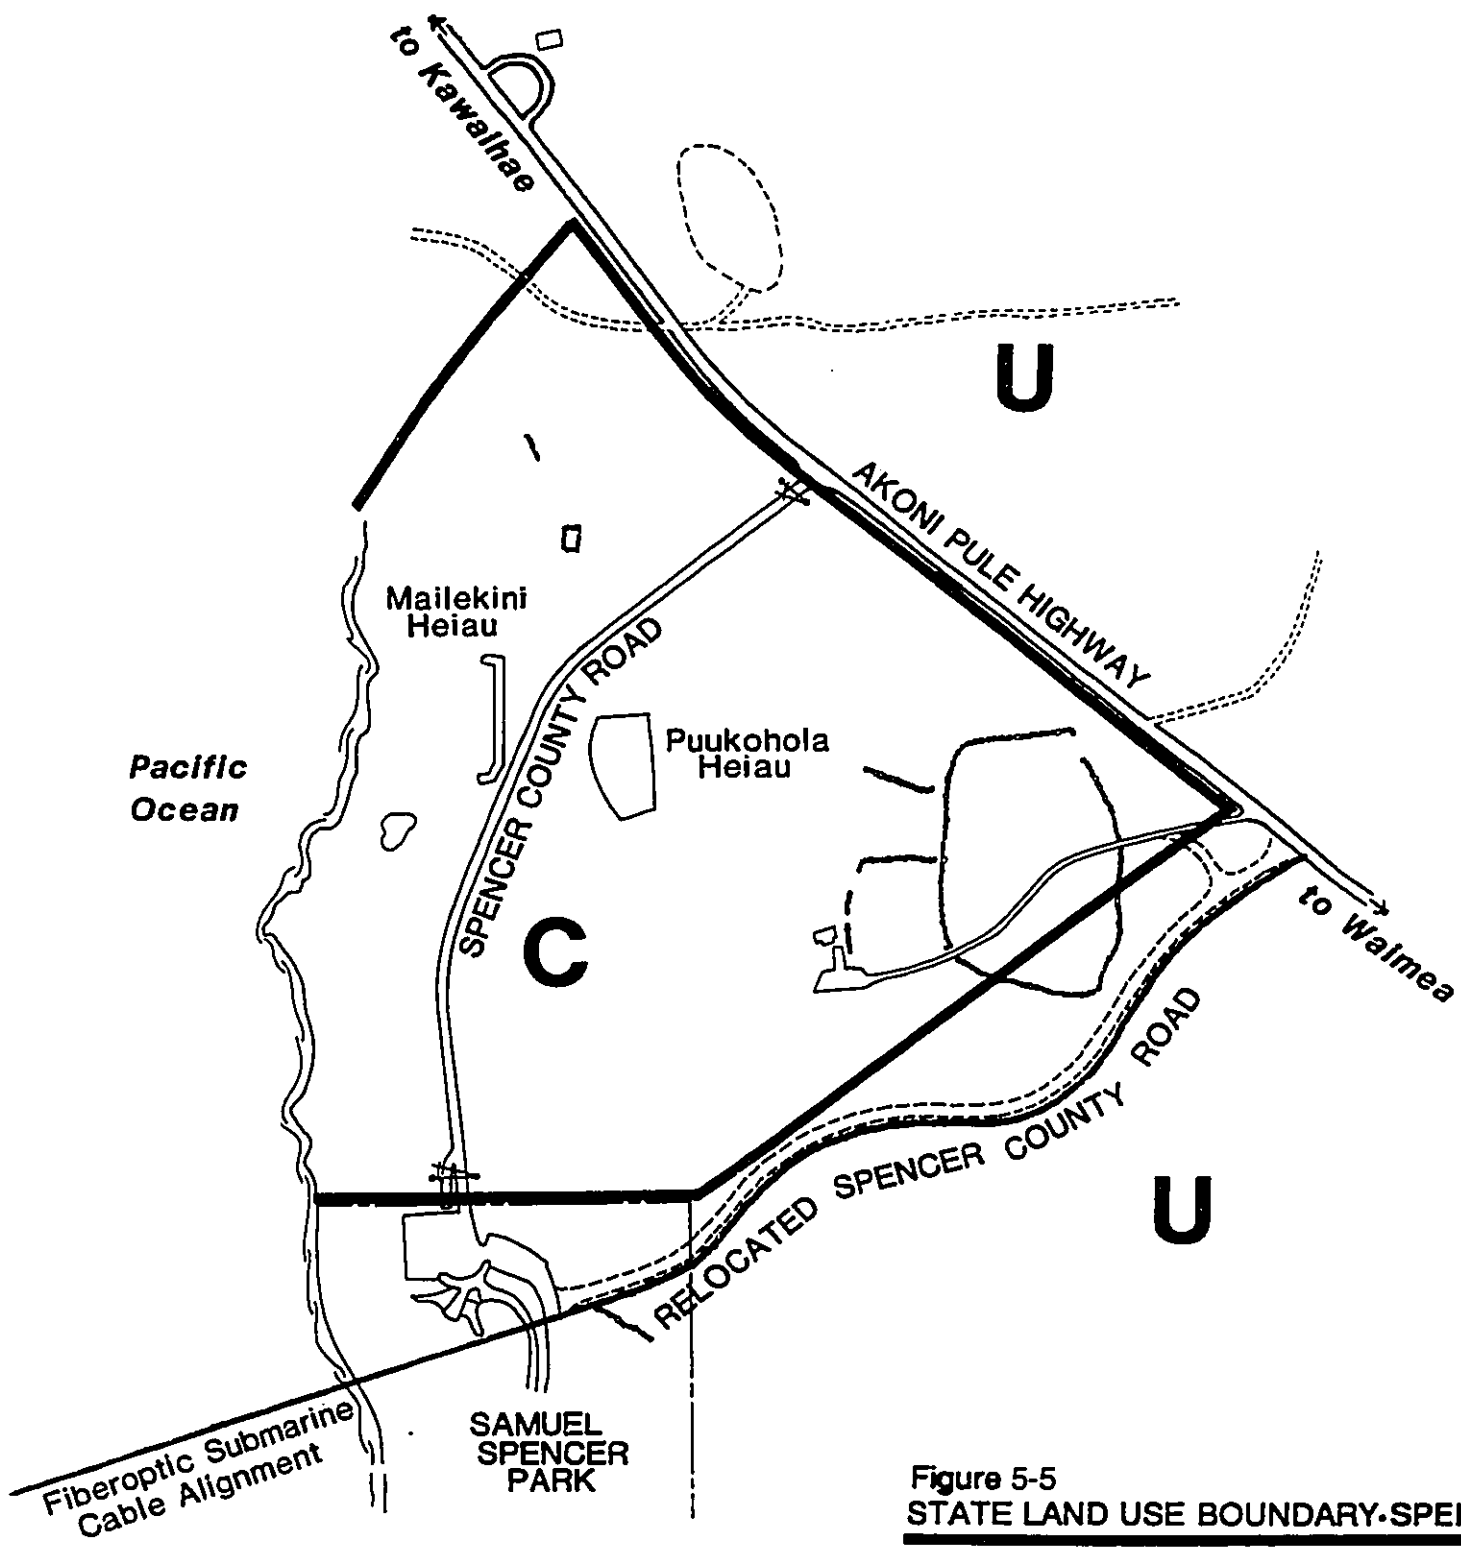 to Kawaihae
U
AKONI PULE HIGHWAY
Mailekini
Heiau
SPENCER COUNTY ROAD
Puukohola
Heiau
Pacific
Ocean
C
to Waimea
RELOCATED SPENCER COUNTY ROAD
U
Fiberoptic Submarine
Cable Alignment
SAMUEL
SPENCER
PARK
Figure 5-5
STATE LAND USE BOUNDARY•SPE